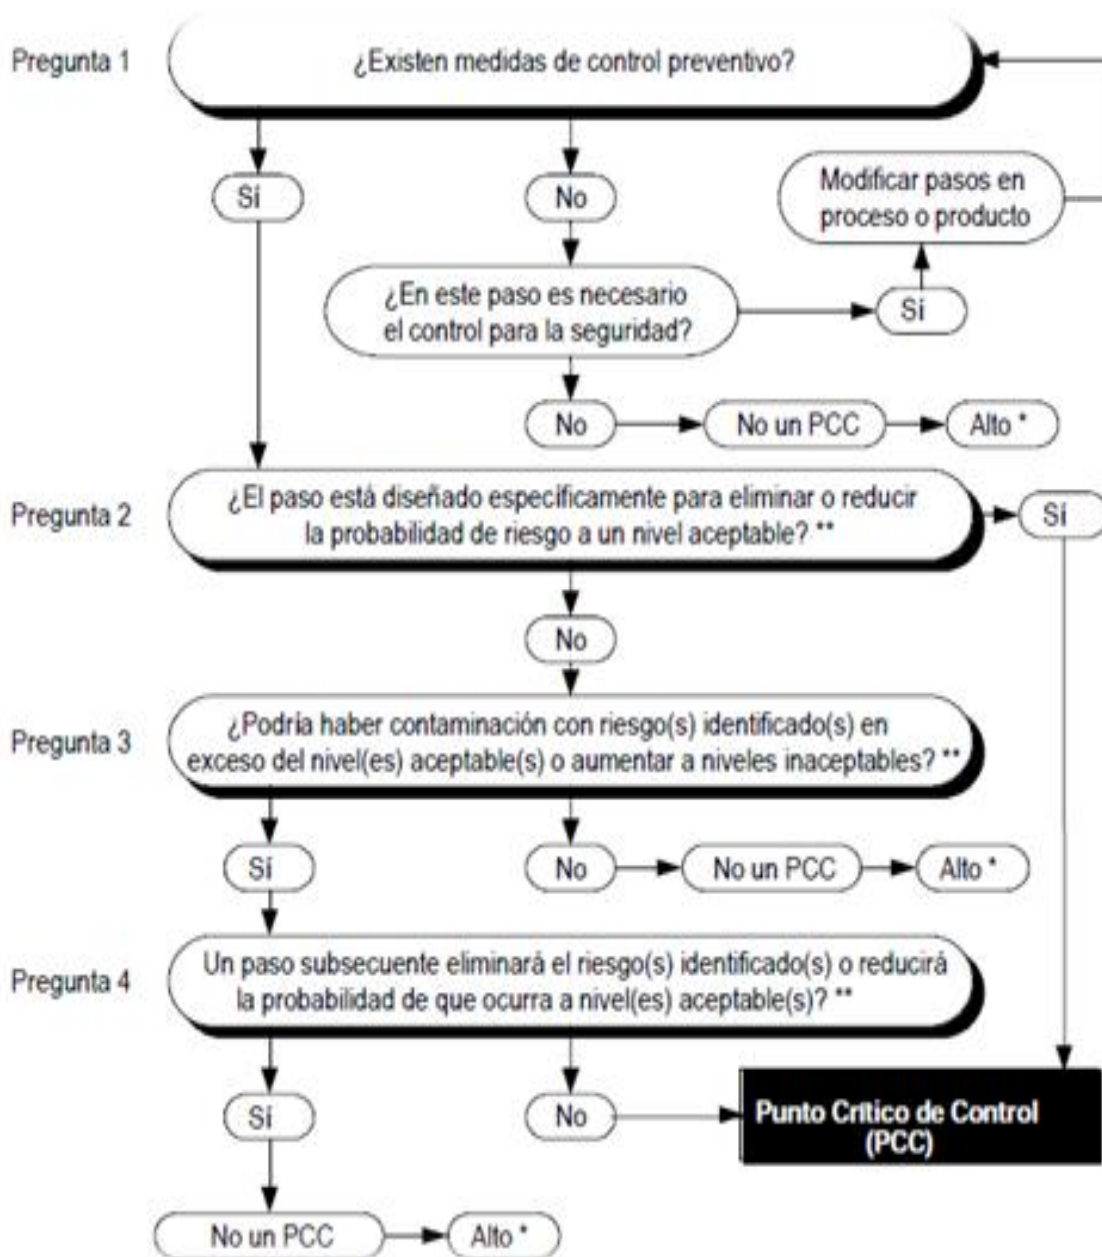 Pregunta 1
¿Existen medidas de control preventivo?
Sí
No
Modificar pasos en
proceso o producto
¿En este paso es necesario
el control para la seguridad?
Sí
No
No un PCC
Alto *
Pregunta 2
¿El paso está diseñado específicamente para eliminar o reducir
la probabilidad de riesgo a un nivel aceptable? **
Sí
No
Pregunta 3
¿Podría haber contaminación con riesgo(s) identificado(s) en
exceso del nivel(es) aceptable(s) o aumentar a niveles inaceptables? **
Sí
No
No un PCC
Alto *
Pregunta 4
Un paso subsecuente eliminará el riesgo(s) identificado(s) o reducirá
la probabilidad de que ocurra a nivel(es) aceptable(s)? **
Sí
No
Punto Crítico de Control
(PCC)
No un PCC
Alto *